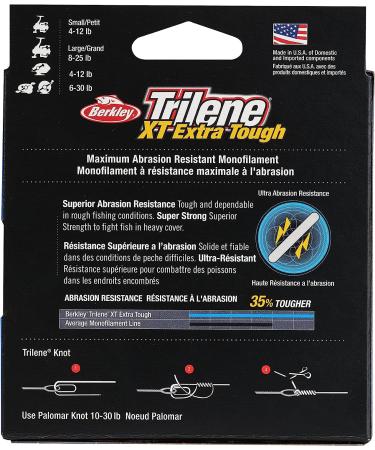 Small/Petit
4-12 lb
Large/Grand
8-25 lb
4-12 lb
6-30 lb
Made in U.S.A. of Domestic
and Imported components
Fabriqué aux U.S.A. avec des
produits domestiques et importés
Berkley
Trilene
XT-Extra Tough
Maximum Abrasion Resistant Monofilament
Monofilament à résistance maximale à l'abrasion
Superior Abrasion Resistance Tough and dependable
in rough fishing conditions. Super Strong Superior
Strength to fight fish in heavy cover.
Résistance Supérieure a l'abrasion Solide et fiable
dans des conditions de peche difficiles. Ultra-Résistant
Résistance supérieure pour combattre des poissons
dans les endroits encombrés
Ultra Abrasion Resistance
Haute Résistance a l'abrasion
ABRASION RESISTANCE RÉSISTANCE À L'ABRASION 35% TOUGHER
Berkley® Trilene® XT Extra Tough
Average Monofilament Line
Trilene® Knot
1
2
3
Use Palomar Knot 10-30 lb Noeud Palomar